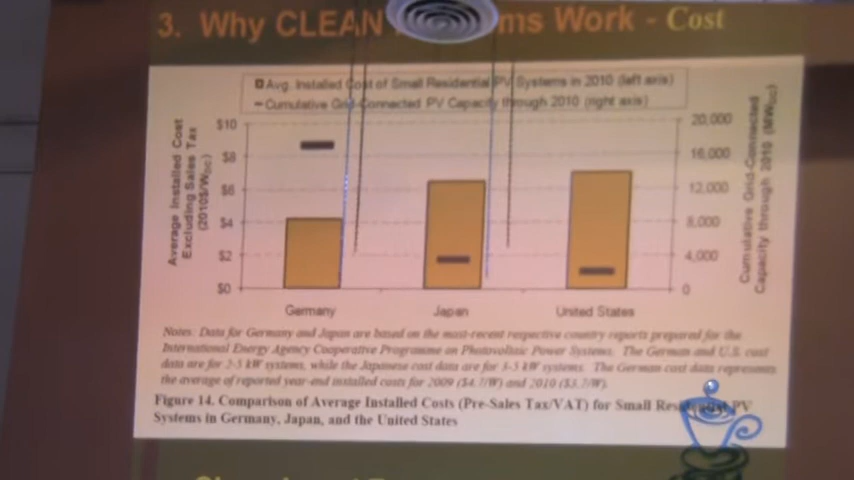 3. Why CLEAN ms Work - Cost
Avg. Installed Cost of Small Residential PV Systems in 2010 (left axis)
Cumulative Grid-Connected PV Capacity through 2010 (right axis)
Average Installed Cost
Excluding Sales Tax
(2010$/WDC)
$10
$8
$6
$4
$2
$0
20,000
16,000
12,000
8,000
4,000
0
Cumulative Grid-Connected
Capacity through 2010 (MWDC)
Germany Japan United States
Notes: Data for Germany and Japan are based on the most-recent respective country reports prepared for the
International Energy Agency Cooperative Programme on Photovoltaic Power Systems. The German and U.S. cost
data are for 2-5 kW systems, while the Japanese cost data are for 3-5 kW systems. The German cost data represents
the average of reported year-end installed costs for 2009 ($4.7/W) and 2010 ($3.7/W).
Figure 14. Comparison of Average Installed Costs (Pre-Sales Tax/VAT) for Small Residential PV
Systems in Germany, Japan, and the United States